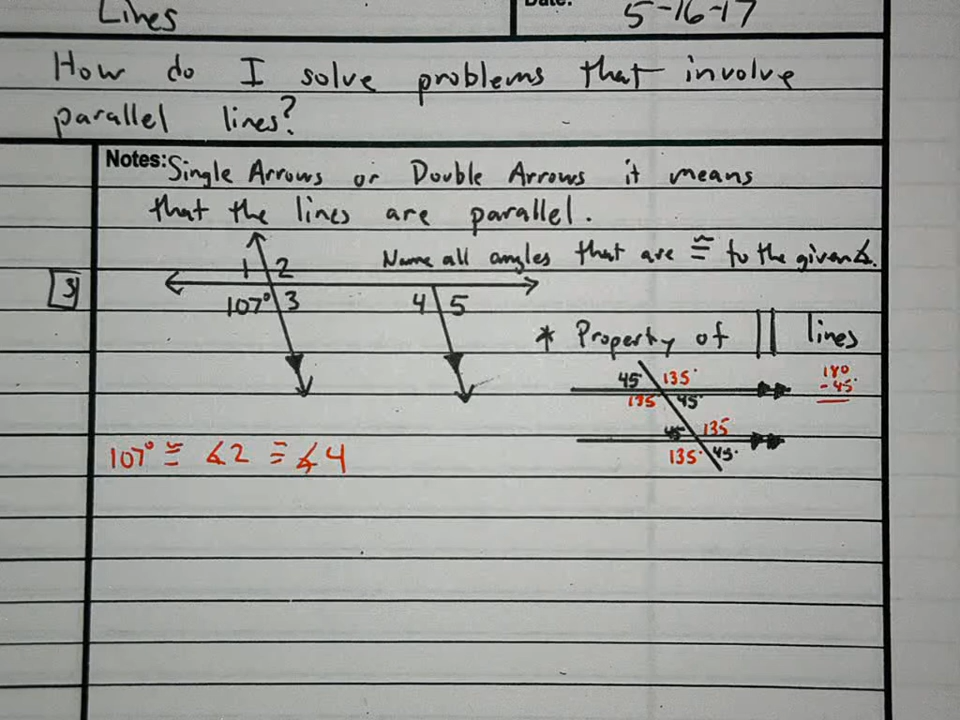 Lines
Date:
5-16-17
How do I solve problems that involve
parallel lines?
Notes: Single Arrows or Double Arrows it means
that the lines are parallel.
Name all angles that are ≅ to the given ∡.
3
1 2
107° 3
4 5
* Property of || lines
45° 135°
135 45°
45° 135
135° 45°
180
-45°
107° ≅ ∡2 ≅ ∡4